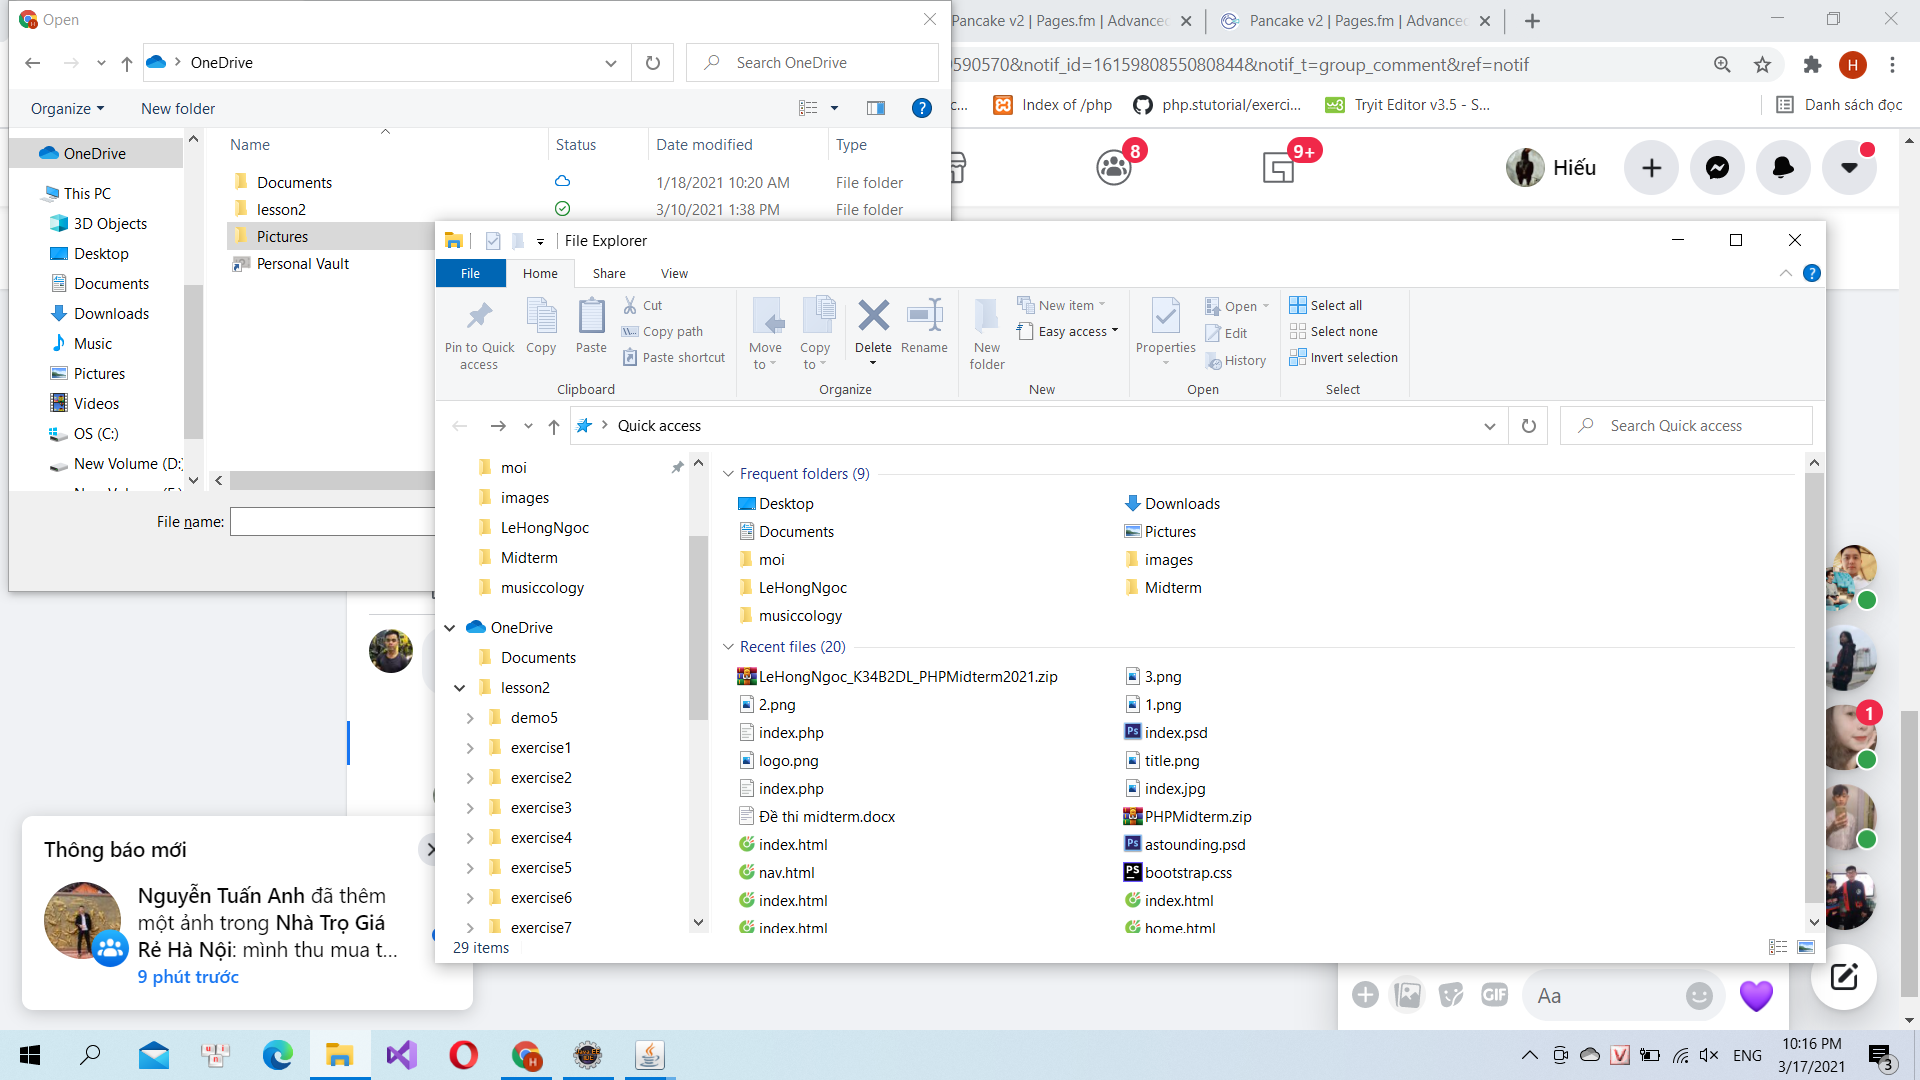 Open
OneDrive
Search OneDrive
Organize
New folder
Name
Status
Date modified
Type
OneDrive
This PC
3D Objects
Desktop
Documents
Downloads
Music
Pictures
Videos
OS (C:)
New Volume (D:
Documents 1/18/2021 10:20 AM File folder
lesson2 3/10/2021 1:38 PM File folder
Pictures
Personal Vault
File name:
Pancake v2 | Pages.fm | Advance
Pancake v2 | Pages.fm | Advance
590570&notif_id=1615980855080844&notif_t=group_comment&ref=notif
H
c...
Index of /php
php.stutorial/exerci...
Tryit Editor v3.5 - S...
Danh sách đọc
8
9+
Hiếu
File Explorer
File
Home
Share
View
Pin to Quick access
Copy
Paste
Cut
Copy path
Paste shortcut
Clipboard
Move to
Copy to
Delete
Rename
Organize
New folder
New item
Easy access
New
Properties
Open
Edit
History
Open
Select all
Select none
Invert selection
Select
Quick access
Search Quick access
moi
images
LeHongNgoc
Midterm
musiccology
OneDrive
Documents
lesson2
demo5
exercise1
exercise2
exercise3
exercise4
exercise5
exercise6
exercise7
Frequent folders (9)
Desktop
Downloads
Documents
Pictures
moi
images
LeHongNgoc
Midterm
musiccology
Recent files (20)
LeHongNgoc_K34B2DL_PHPMidterm2021.zip
3.png
2.png
1.png
index.php
index.psd
logo.png
title.png
index.php
index.jpg
Đề thi midterm.docx
PHPMidterm.zip
index.html
astounding.psd
nav.html
bootstrap.css
index.html
index.html
index.html
home.html
29 items
1
Thông báo mới
Nguyễn Tuấn Anh đã thêm
một ảnh trong Nhà Trọ Giá
Rẻ Hà Nội: mình thu mua t...
9 phút trước
GIF
Aa
ENG
10:16 PM
3/17/2021
3